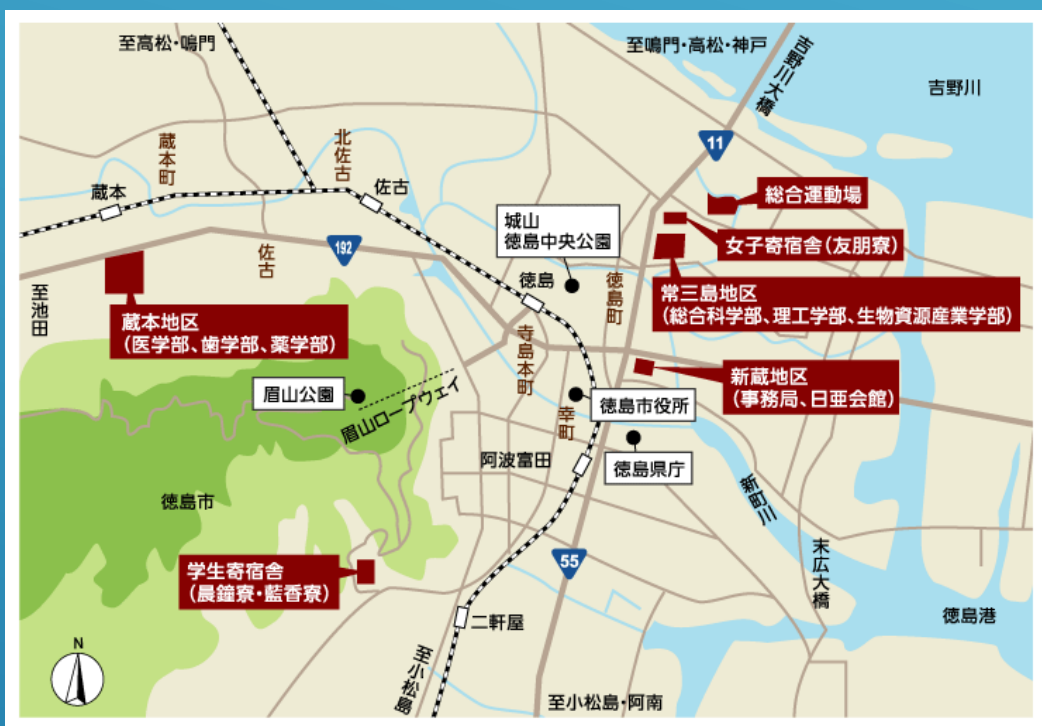 至高松・鳴門
至鳴門・高松・神戸
吉野川大橋
吉野川
11
蔵本町
北佐古
蔵本
佐古
総合運動場
城山
徳島中央公園
女子寄宿舎(友朋寮)
佐古
192
徳島
徳島町
常三島地区
(総合科学部、理工学部、生物資源産業学部)
至池田
蔵本地区
(医学部、歯学部、薬学部)
寺島本町
新蔵地区
(事務局、日亜会館)
眉山公園
眉山ロープウェイ
幸町
徳島市役所
阿波富田
徳島県庁
徳島市
新町川
末広大橋
学生寄宿舎
(晨鐘寮・藍香寮)
55
二軒屋
徳島港
N
至小松島
至小松島・阿南